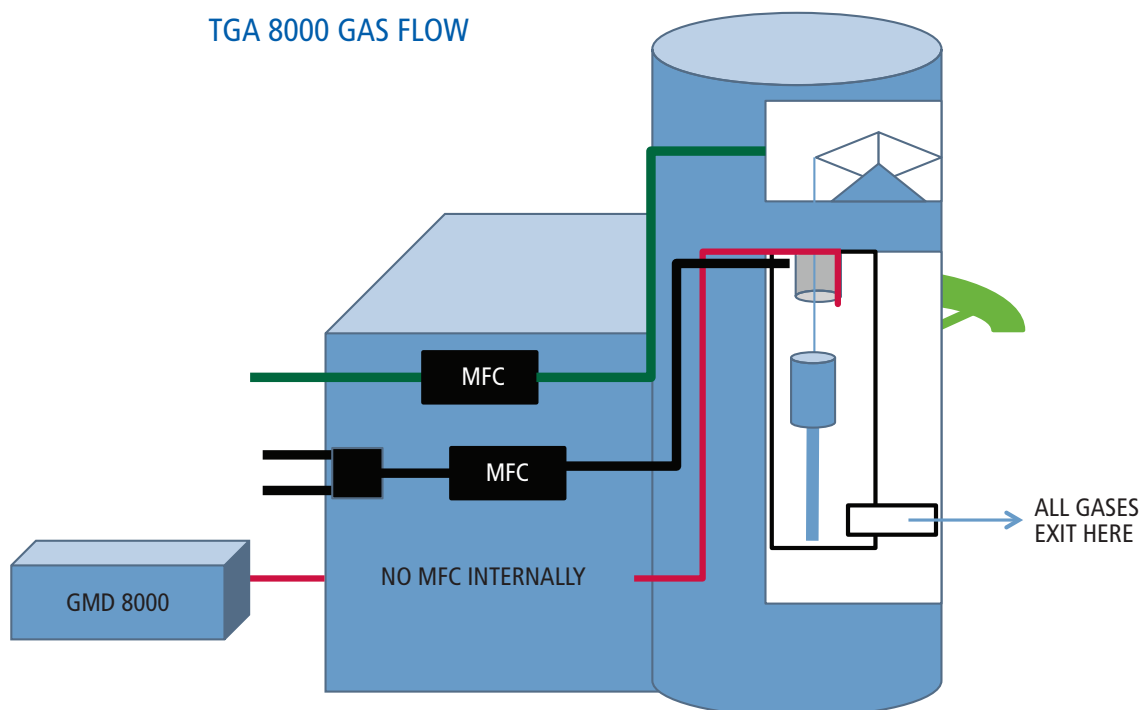 TGA 8000 GAS FLOW
MFC
MFC
ALL GASES
EXIT HERE
NO MFC INTERNALLY
GMD 8000